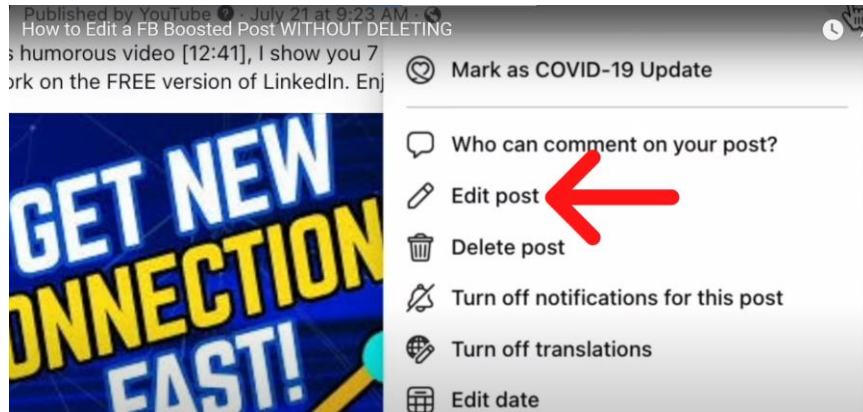 Published by YouTube · July 21 at 9:23 AM ·
How to Edit a FB Boosted Post WITHOUT DELETING
s humorous video [12:41], I show you 7
ork on the FREE version of LinkedIn. Enj
GET NEW
ONNECTION
FAST!
Mark as COVID-19 Update
Who can comment on your post?
Edit post
Delete post
Turn off notifications for this post
Turn off translations
Edit date